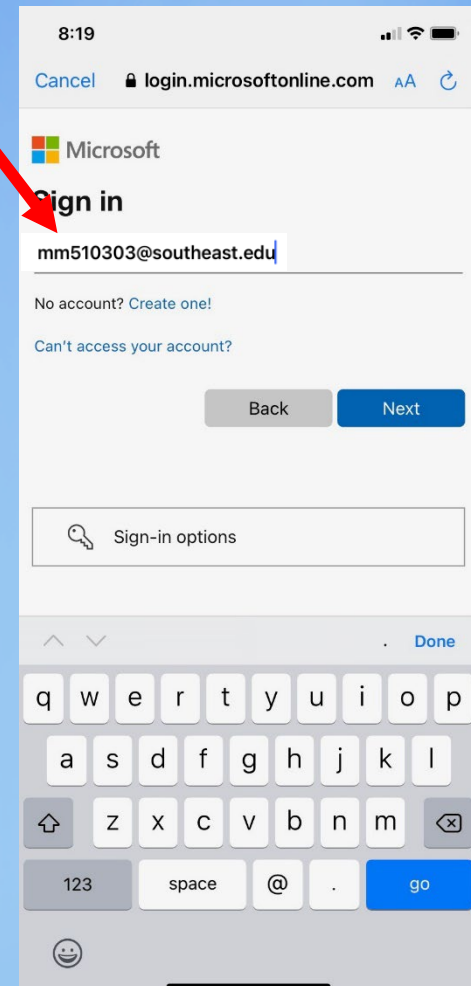 8:19
Cancel login.microsoftonline.com AA
Microsoft
Sign in
mm510303@southeast.edu
No account? Create one!
Can't access your account?
Back Next
Sign-in options
. Done
q w e r t y u i o p
a s d f g h j k l
z x c v b n m
123 space @ . go